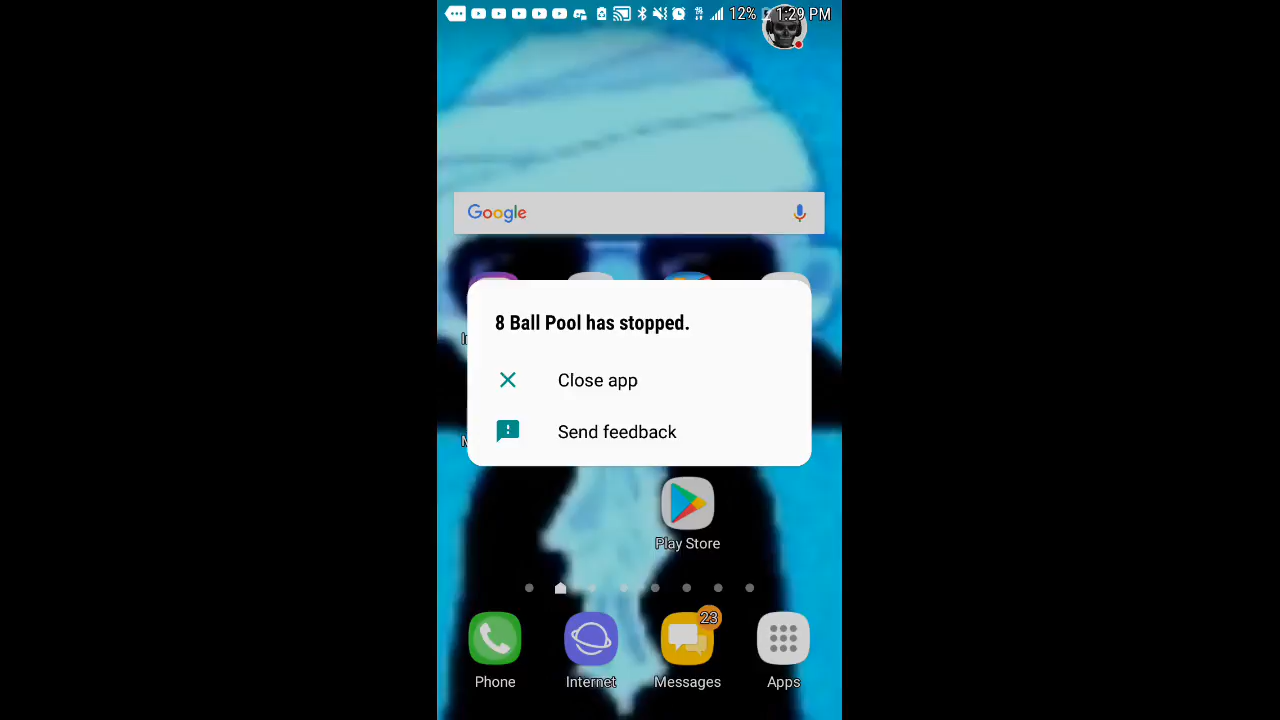 12% 1:29 PM
Google
8 Ball Pool has stopped.
Close app
Send feedback
Play Store
23
Phone
Internet
Messages
Apps